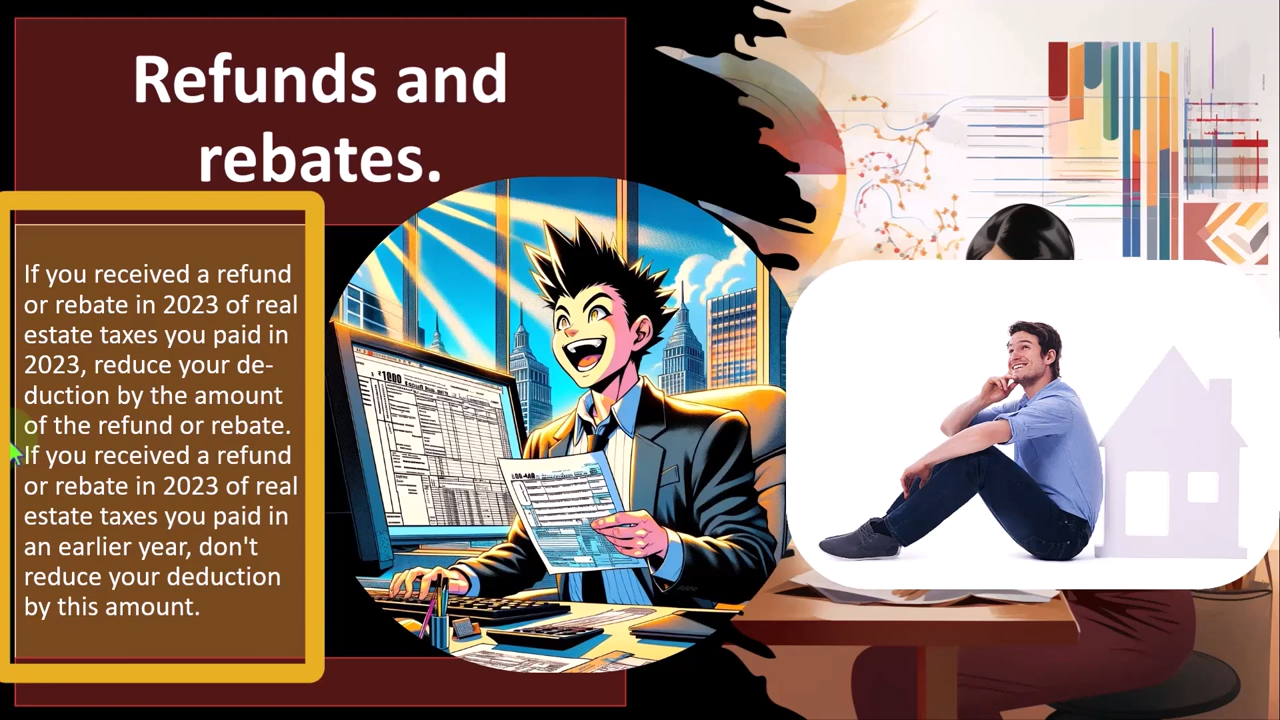 Refunds and
rebates.
If you received a refund
or rebate in 2023 of real
estate taxes you paid in
2023, reduce your de-
duction by the amount
of the refund or rebate.
If you received a refund
or rebate in 2023 of real
estate taxes you paid in
an earlier year, don't
reduce your deduction
by this amount.